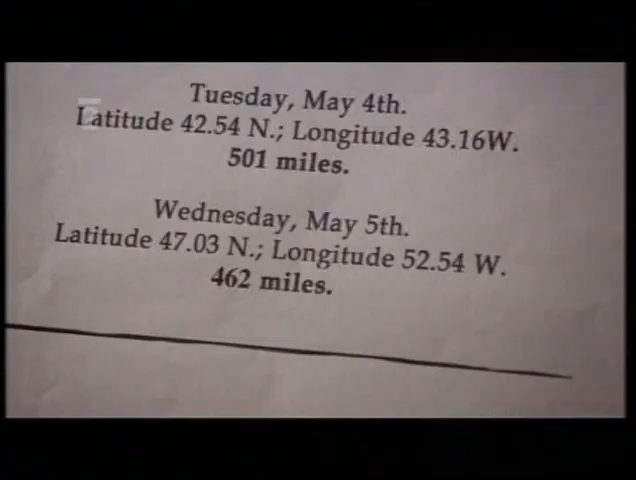 Tuesday, May 4th.
Latitude 42.54 N.; Longitude 43.16W.
501 miles.
Wednesday, May 5th.
Latitude 47.03 N.; Longitude 52.54 W.
462 miles.